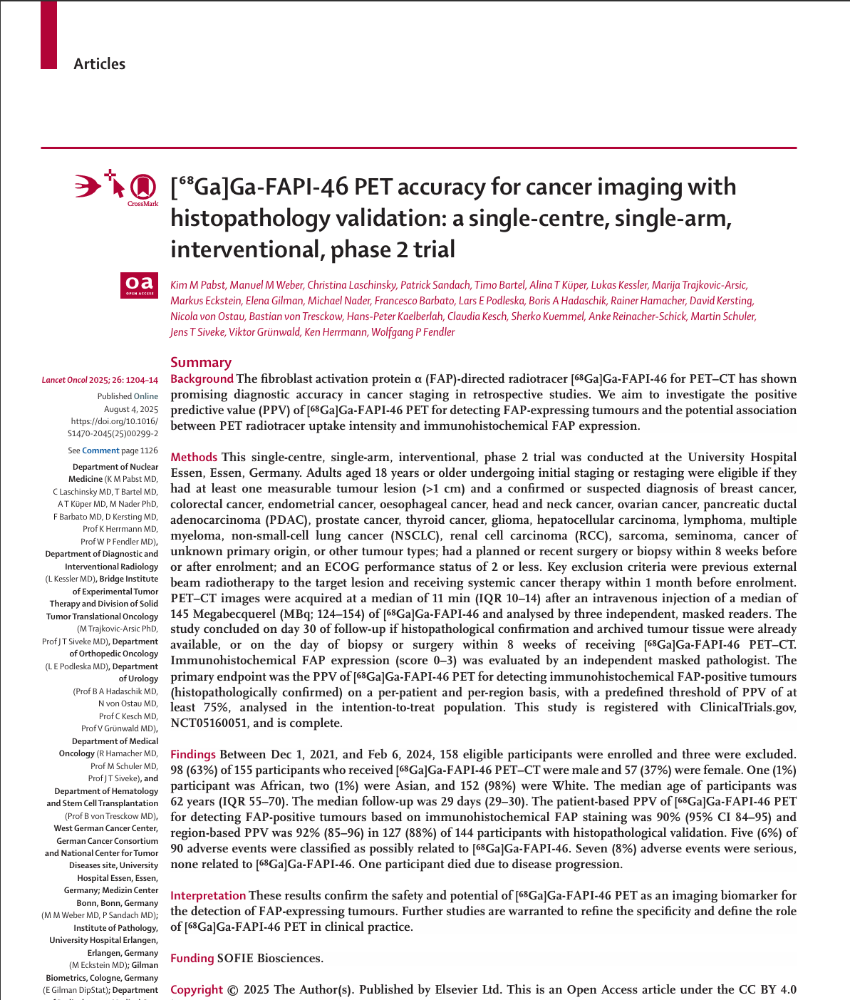 Articles
CrossMark
[⁶⁸Ga]Ga-FAPI-46 PET accuracy for cancer imaging with
histopathology validation: a single-centre, single-arm,
interventional, phase 2 trial
oa
OPEN ACCESS
Kim M Pabst, Manuel M Weber, Christina Laschinsky, Patrick Sandach, Timo Bartel, Alina T Küper, Lukas Kessler, Marija Trajkovic-Arsic,
Markus Eckstein, Elena Gilman, Michael Nader, Francesco Barbato, Lars E Podleska, Boris A Hadaschik, Rainer Hamacher, David Kersting,
Nicola von Ostau, Bastian von Tresckow, Hans-Peter Kaelberlah, Claudia Kesch, Sherko Kuemmel, Anke Reinacher-Schick, Martin Schuler,
Jens T Siveke, Viktor Grünwald, Ken Herrmann, Wolfgang P Fendler
Summary
Background The fibroblast activation protein α (FAP)-directed radiotracer [⁶⁸Ga]Ga-FAPI-46 for PET–CT has shown
promising diagnostic accuracy in cancer staging in retrospective studies. We aim to investigate the positive
predictive value (PPV) of [⁶⁸Ga]Ga-FAPI-46 PET for detecting FAP-expressing tumours and the potential association
between PET radiotracer uptake intensity and immunohistochemical FAP expression.
Methods This single-centre, single-arm, interventional, phase 2 trial was conducted at the University Hospital
Essen, Essen, Germany. Adults aged 18 years or older undergoing initial staging or restaging were eligible if they
had at least one measurable tumour lesion (>1 cm) and a confirmed or suspected diagnosis of breast cancer,
colorectal cancer, endometrial cancer, oesophageal cancer, head and neck cancer, ovarian cancer, pancreatic ductal
adenocarcinoma (PDAC), prostate cancer, thyroid cancer, glioma, hepatocellular carcinoma, lymphoma, multiple
myeloma, non-small-cell lung cancer (NSCLC), renal cell carcinoma (RCC), sarcoma, seminoma, cancer of
unknown primary origin, or other tumour types; had a planned or recent surgery or biopsy within 8 weeks before
or after enrolment; and an ECOG performance status of 2 or less. Key exclusion criteria were previous external
beam radiotherapy to the target lesion and receiving systemic cancer therapy within 1 month before enrolment.
PET–CT images were acquired at a median of 11 min (IQR 10–14) after an intravenous injection of a median of
145 Megabecquerel (MBq; 124–154) of [⁶⁸Ga]Ga-FAPI-46 and analysed by three independent, masked readers. The
study concluded on day 30 of follow-up if histopathological confirmation and archived tumour tissue were already
available, or on the day of biopsy or surgery within 8 weeks of receiving [⁶⁸Ga]Ga-FAPI-46 PET–CT.
Immunohistochemical FAP expression (score 0–3) was evaluated by an independent masked pathologist. The
primary endpoint was the PPV of [⁶⁸Ga]Ga-FAPI-46 PET for detecting immunohistochemical FAP-positive tumours
(histopathologically confirmed) on a per-patient and per-region basis, with a predefined threshold of PPV of at
least 75%, analysed in the intention-to-treat population. This study is registered with ClinicalTrials.gov,
NCT05160051, and is complete.
Findings Between Dec 1, 2021, and Feb 6, 2024, 158 eligible participants were enrolled and three were excluded.
98 (63%) of 155 participants who received [⁶⁸Ga]Ga-FAPI-46 PET–CT were male and 57 (37%) were female. One (1%)
participant was African, two (1%) were Asian, and 152 (98%) were White. The median age of participants was
62 years (IQR 55–70). The median follow-up was 29 days (29–30). The patient-based PPV of [⁶⁸Ga]Ga-FAPI-46 PET
for detecting FAP-positive tumours based on immunohistochemical FAP staining was 90% (95% CI 84–95) and
region-based PPV was 92% (85–96) in 127 (88%) of 144 participants with histopathological validation. Five (6%) of
90 adverse events were classified as possibly related to [⁶⁸Ga]Ga-FAPI-46. Seven (8%) adverse events were serious,
none related to [⁶⁸Ga]Ga-FAPI-46. One participant died due to disease progression.
Interpretation These results confirm the safety and potential of [⁶⁸Ga]Ga-FAPI-46 PET as an imaging biomarker for
the detection of FAP-expressing tumours. Further studies are warranted to refine the specificity and define the role
of [⁶⁸Ga]Ga-FAPI-46 PET in clinical practice.
Funding SOFIE Biosciences.
Copyright © 2025 The Author(s). Published by Elsevier Ltd. This is an Open Access article under the CC BY 4.0
Lancet Oncol 2025; 26: 1204–14
Published Online
August 4, 2025
https://doi.org/10.1016/
S1470-2045(25)00299-2
See Comment page 1126
Department of Nuclear
Medicine (K M Pabst MD,
C Laschinsky MD, T Bartel MD,
A T Küper MD, M Nader PhD,
F Barbato MD, D Kersting MD,
Prof K Herrmann MD,
Prof W P Fendler MD),
Department of Diagnostic and
Interventional Radiology
(L Kessler MD), Bridge Institute
of Experimental Tumor
Therapy and Division of Solid
Tumor Translational Oncology
(M Trajkovic-Arsic PhD,
Prof J T Siveke MD), Department
of Orthopedic Oncology
(L E Podleska MD), Department
of Urology
(Prof B A Hadaschik MD,
N von Ostau MD,
Prof C Kesch MD,
Prof V Grünwald MD),
Department of Medical
Oncology (R Hamacher MD,
Prof M Schuler MD,
Prof J T Siveke), and
Department of Hematology
and Stem Cell Transplantation
(Prof B von Tresckow MD),
West German Cancer Center,
German Cancer Consortium
and National Center for Tumor
Diseases site, University
Hospital Essen, Essen,
Germany; Medizin Center
Bonn, Bonn, Germany
(M M Weber MD, P Sandach MD);
Institute of Pathology,
University Hospital Erlangen,
Erlangen, Germany
(M Eckstein MD); Gilman
Biometrics, Cologne, Germany
(E Gilman DipStat); Department